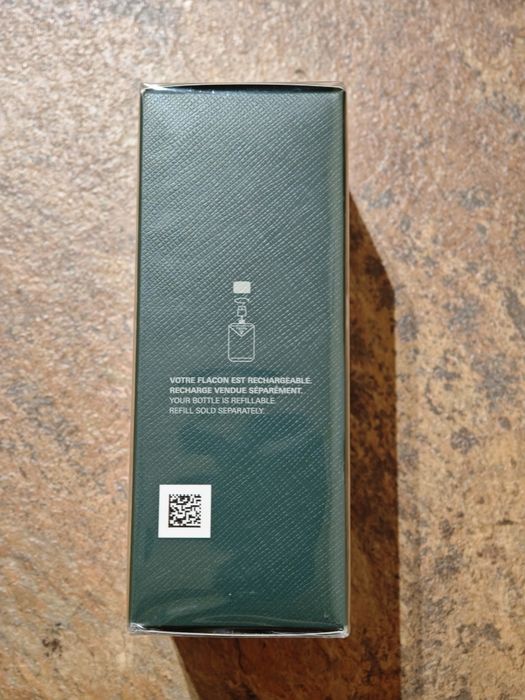 VOTRE FLACON EST RECHARGEABLE.
RECHARGE VENDUE SÉPARÉMENT.
YOUR BOTTLE IS REFILLABLE.
REFILL SOLD SEPARATELY.